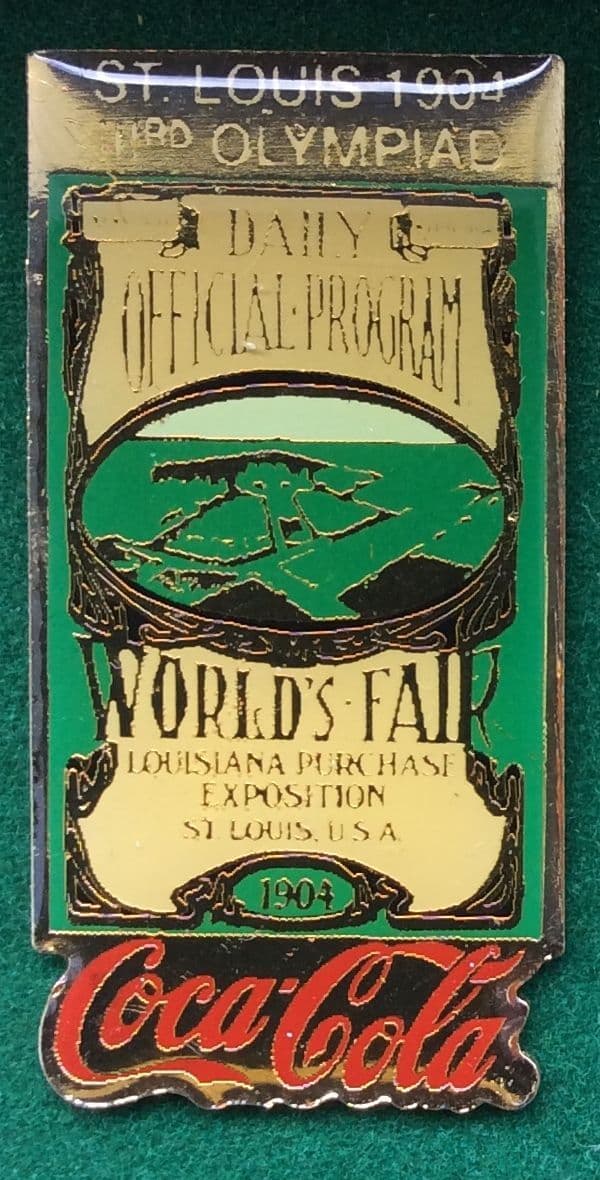 ST. LOUIS 1904
IIIRD OLYMPIAD
DAILY
OFFICIAL·PROGRAM
WORLD'S·FAIR
LOUISIANA PURCHASE
EXPOSITION
ST. LOUIS, U.S.A.
1904
Coca-Cola